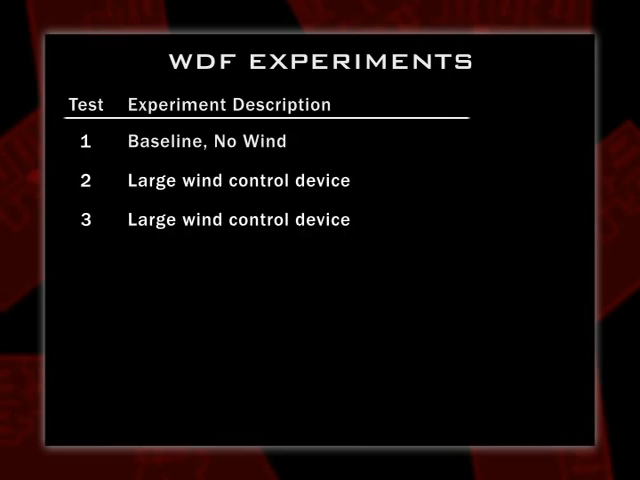 WDF EXPERIMENTS
Test Experiment Description
1 Baseline, No Wind
2 Large wind control device
3 Large wind control device